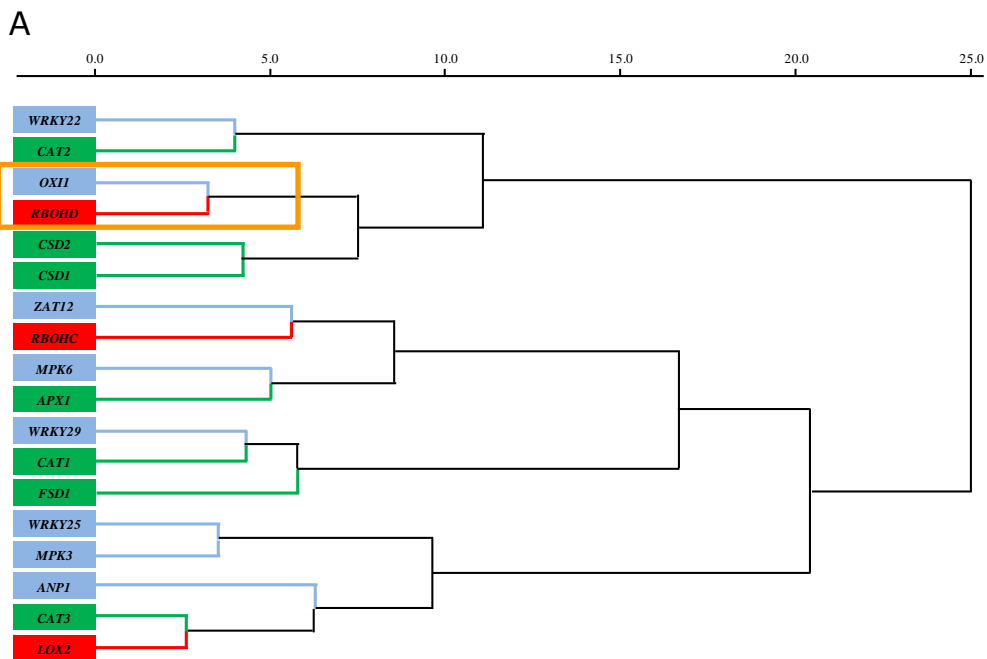 A
0.0 5.0 10.0 15.0 20.0 25.0
WRKY22
CAT2
OXI1
RBOHD
CSD2
CSD1
ZAT12
RBOHC
MPK6
APX1
WRKY29
CAT1
FSD1
WRKY25
MPK3
ANP1
CAT3
LOX2